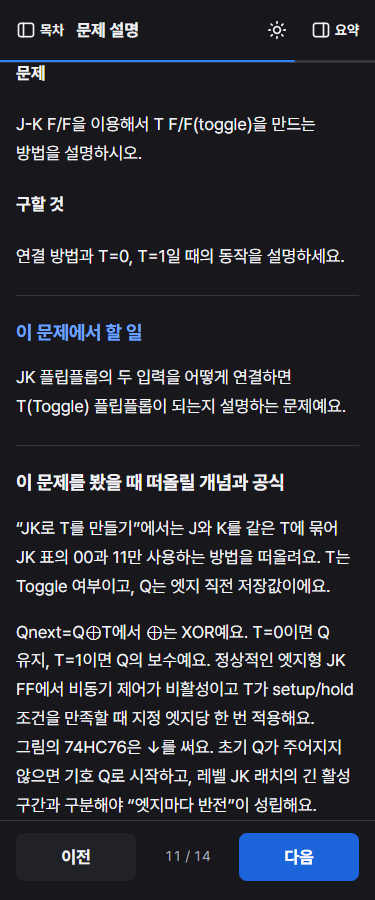 목차 문제 설명 요약
문제
J-K F/F을 이용해서 T F/F(toggle)을 만드는
방법을 설명하시오.
구할 것
연결 방법과 T=0, T=1일 때의 동작을 설명하세요.
이 문제에서 할 일
JK 플립플롭의 두 입력을 어떻게 연결하면
T(Toggle) 플립플롭이 되는지 설명하는 문제예요.
이 문제를 봤을 때 떠올릴 개념과 공식
“JK로 T를 만들기”에서는 J와 K를 같은 T에 묶어
JK 표의 00과 11만 사용하는 방법을 떠올려요. T는
Toggle 여부이고, Q는 엣지 직전 저장값이에요.
Qnext=Q⊕T에서 ⊕는 XOR예요. T=0이면 Q
유지, T=1이면 Q의 보수예요. 정상적인 엣지형 JK
FF에서 비동기 제어가 비활성이고 T가 setup/hold
조건을 만족할 때 지정 엣지당 한 번 적용해요.
그림의 74HC76은 ↓를 써요. 초기 Q가 주어지지
않으면 기호 Q로 시작하고, 레벨 JK 래치의 긴 활성
구간과 구분해야 “엣지마다 반전”이 성립해요.
이전 11 / 14 다음